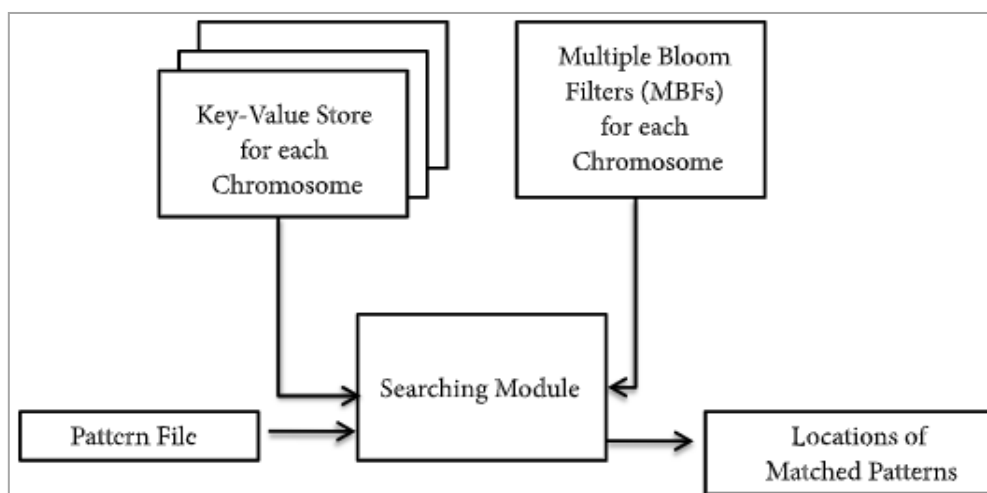 Key-Value Store
for each
Chromosome
Multiple Bloom
Filters (MBFs)
for each
Chromosome
Searching Module
Pattern File
Locations of
Matched Patterns